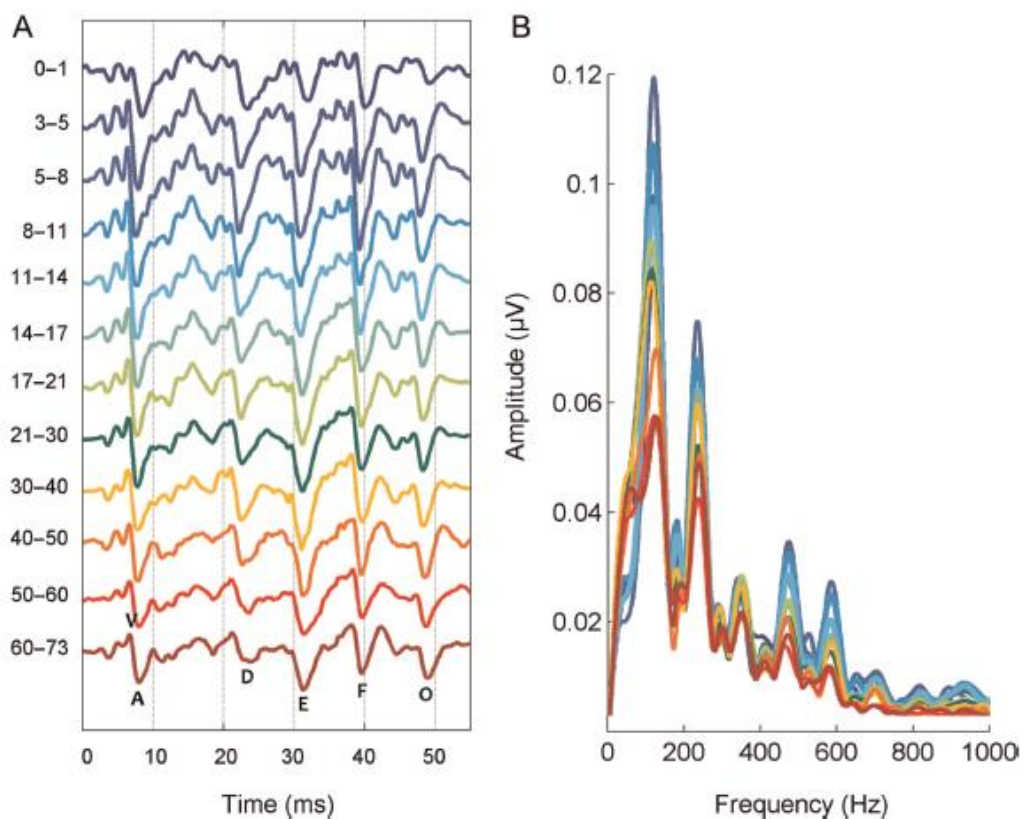 A
0–1
3–5
5–8
8–11
11–14
14–17
17–21
21–30
30–40
40–50
50–60
60–73
V
A
D
E
F
O
0 10 20 30 40 50
Time (ms)
B
0.12
0.1
0.08
0.06
0.04
0.02
Amplitude (µV)
0 200 400 600 800 1000
Frequency (Hz)